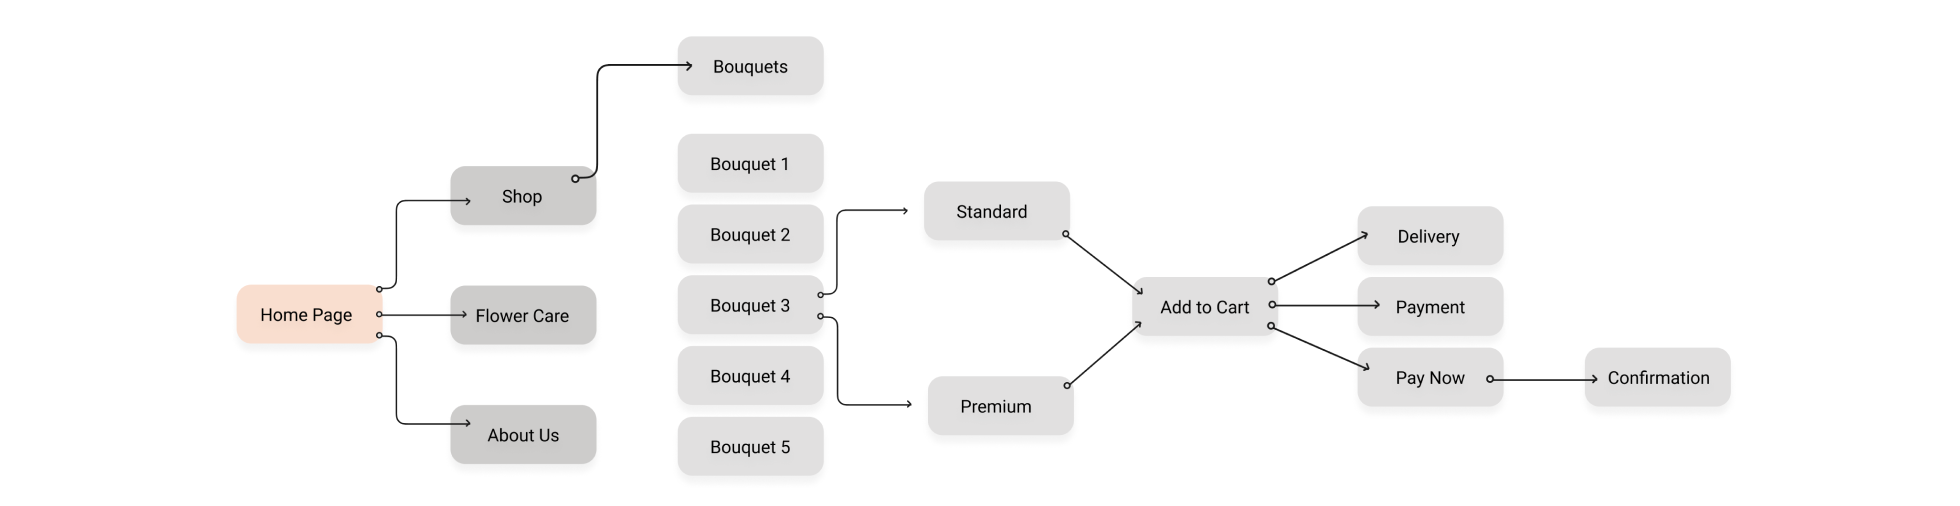 Home Page
Shop
Flower Care
About Us
Bouquets
Bouquet 1
Bouquet 2
Bouquet 3
Bouquet 4
Bouquet 5
Standard
Premium
Add to Cart
Delivery
Payment
Pay Now
Confirmation